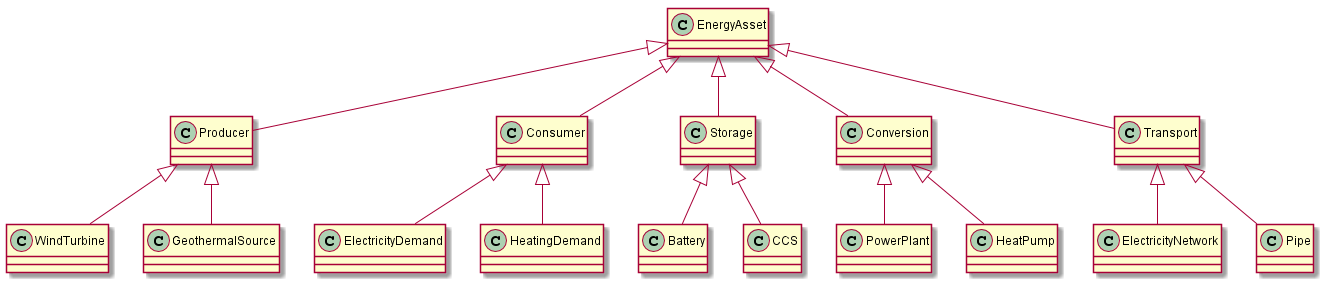 C EnergyAsset
C Producer
C Consumer
C Storage
C Conversion
C Transport
C WindTurbine
C GeothermalSource
C ElectricityDemand
C HeatingDemand
C Battery
C CCS
C PowerPlant
C HeatPump
C ElectricityNetwork
C Pipe